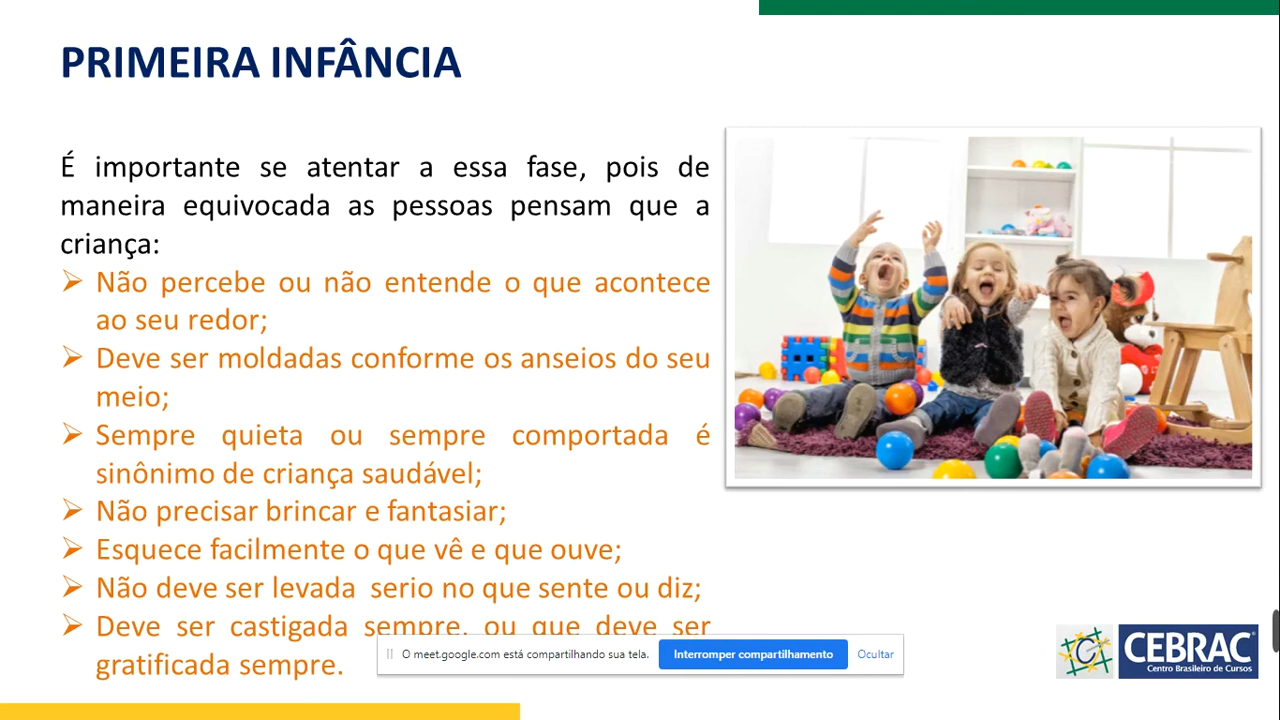 PRIMEIRA INFÂNCIA
É importante se atentar a essa fase, pois de
maneira equivocada as pessoas pensam que a
criança:
Não percebe ou não entende o que acontece
ao seu redor;
Deve ser moldadas conforme os anseios do seu
meio;
Sempre quieta ou sempre comportada é
sinônimo de criança saudável;
Não precisar brincar e fantasiar;
Esquece facilmente o que vê e que ouve;
Não deve ser levada serio no que sente ou diz;
Deve ser castigada sempre, ou que deve ser
gratificada sempre.
O meet.google.com está compartilhando sua tela.
Interromper compartilhamento
Ocultar
CEBRAC
Centro Brasileiro de Cursos